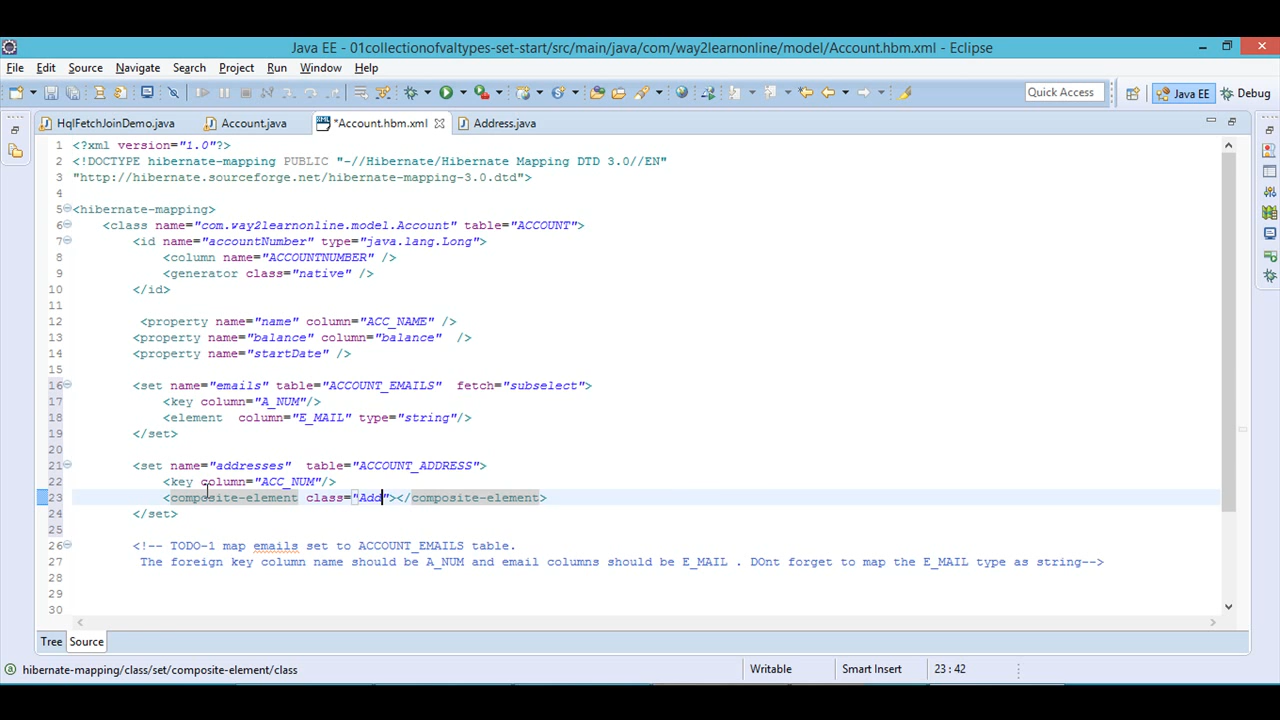 Java EE - 01collectionofvaltypes-set-start/src/main/java/com/way2learnonline/model/Account.hbm.xml - Eclipse
File Edit Source Navigate Search Project Run Window Help
Quick Access Java EE Debug
HqlFetchJoinDemo.java Account.java *Account.hbm.xml Address.java
1 <?xml version="1.0"?>
2 <!DOCTYPE hibernate-mapping PUBLIC "-//Hibernate/Hibernate Mapping DTD 3.0//EN"
3 "http://hibernate.sourceforge.net/hibernate-mapping-3.0.dtd">
4
5 <hibernate-mapping>
6 <class name="com.way2learnonline.model.Account" table="ACCOUNT">
7 <id name="accountNumber" type="java.lang.Long">
8 <column name="ACCOUNTNUMBER" />
9 <generator class="native" />
10 </id>
11
12 <property name="name" column="ACC_NAME" />
13 <property name="balance" column="balance" />
14 <property name="startDate" />
15
16 <set name="emails" table="ACCOUNT_EMAILS" fetch="subselect">
17 <key column="A_NUM"/>
18 <element column="E_MAIL" type="string"/>
19 </set>
20
21 <set name="addresses" table="ACCOUNT_ADDRESS">
22 <key column="ACC_NUM"/>
23 <composite-element class="Add"></composite-element>
24 </set>
25
26 <!-- TODO-1 map emails set to ACCOUNT_EMAILS table.
27 The foreign key column name should be A_NUM and email columns should be E_MAIL . DOnt forget to map the E_MAIL type as string-->
28
29
30
Tree Source
hibernate-mapping/class/set/composite-element/class Writable Smart Insert 23 : 42